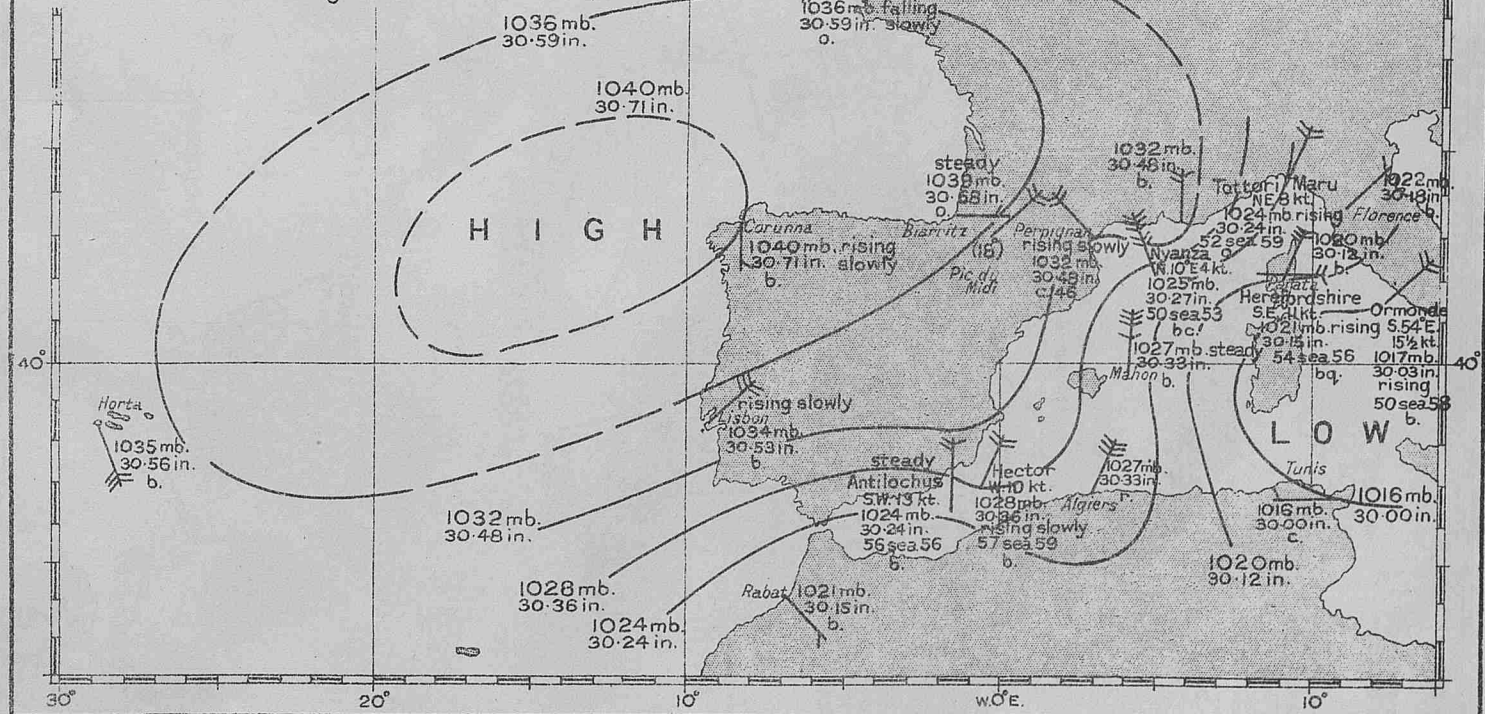 1036 mb.
30·59 in.
1036 mb. falling
30·59 in. slowly
o.
1040 mb.
30·71 in.
HIGH
Corunna
1040 mb. rising
30·71 in. slowly
b.
steady
1039 mb.
30·68 in.
o.
Biarritz
(18)
Pic du
Midi
Perpignan
rising slowly
1032 mb.
30·48 in.
c. 46
1032 mb.
30·48 in.
b.
Tottori Maru
NE 8 kt.
1024 mb. rising
30·24 in.
52 sea 59
1022 mb.
30·18 in.
b.
Florence
1020 mb.
30·12 in.
b.
Nyanza
N. 10° E 4 kt.
1025 mb.
30·27 in.
50 sea 53
bc.
Herefordshire
S.E. 11 kt.
1021 mb. rising
30·15 in.
54 sea 56
bq.
Ormonde
S. 54° E.
15½ kt.
1017 mb.
30·03 in.
rising
50 sea 58
b.
1027 mb. steady
30·33 in.
Mahon b.
40°
40°
Horta
1035 mb.
30·56 in.
b.
rising slowly
Lisbon
1034 mb.
30·53 in.
b
LOW
steady
Antilochus
S.W. 13 kt.
1024 mb.
30·24 in.
56 sea 56
b.
Hector
W. 10 kt.
1028 mb.
30·36 in.
rising slowly
57 sea 59
b.
1027 mb.
30·33 in.
r.
Algiers
Tunis
1016 mb.
30·00 in.
c.
1016 mb.
30·00 in.
1032 mb.
30·48 in.
1028 mb.
30·36 in.
1024 mb.
30·24 in.
1020 mb.
30·12 in.
Rabat 1021 mb.
30·15 in.
b.
30°
20°
10°
W.0°E.
10°